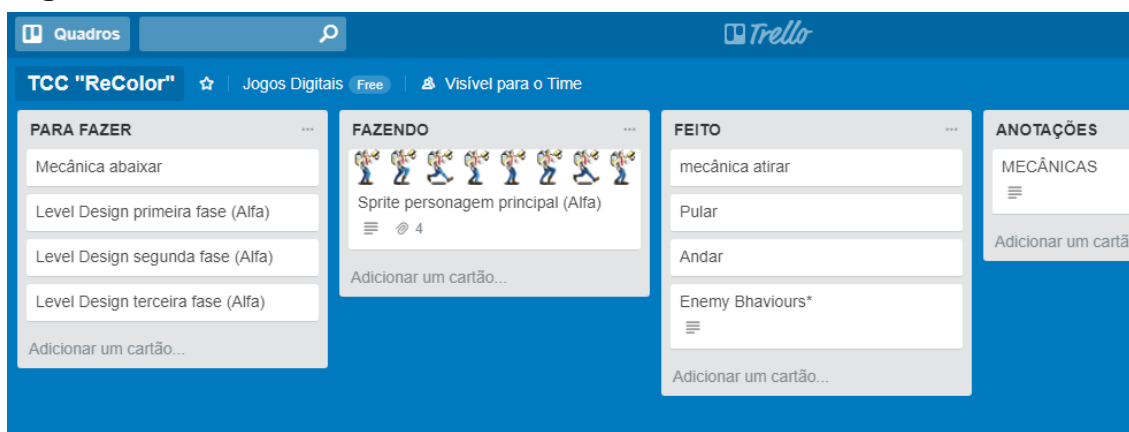 Quadros
Trello
TCC "ReColor"
Jogos Digitais Free
Visível para o Time
PARA FAZER
Mecânica abaixar
Level Design primeira fase (Alfa)
Level Design segunda fase (Alfa)
Level Design terceira fase (Alfa)
Adicionar um cartão...
FAZENDO
Sprite personagem principal (Alfa)
4
Adicionar um cartão...
FEITO
mecânica atirar
Pular
Andar
Enemy Bhaviours*
Adicionar um cartão...
ANOTAÇÕES
MECÂNICAS
Adicionar um cartã